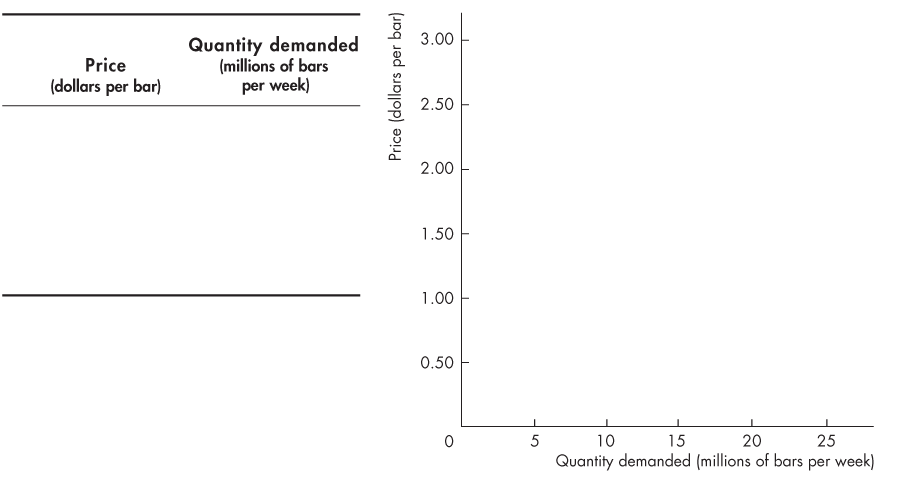 Price
(dollars per bar)
Quantity demanded
(millions of bars
per week)
Price (dollars per bar)
3.00
2.50
2.00
1.50
1.00
0.50
0
5
10
15
20
25
Quantity demanded (millions of bars per week)